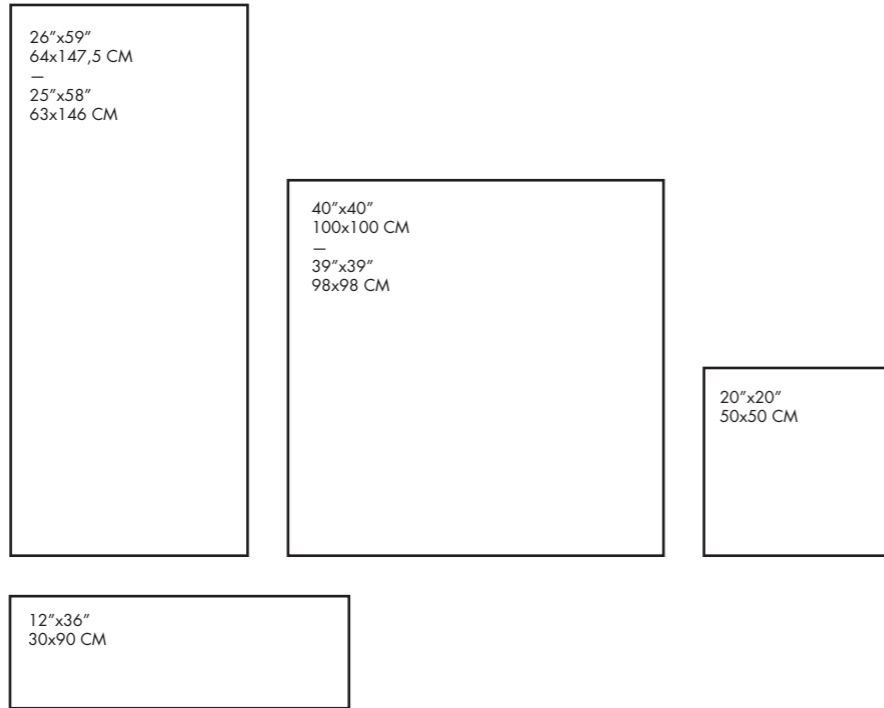 26”x59”
64x147,5 CM
—
25”x58”
63x146 CM
40”x40”
100x100 CM
—
39”x39”
98x98 CM
20”x20”
50x50 CM
12”x36”
30x90 CM